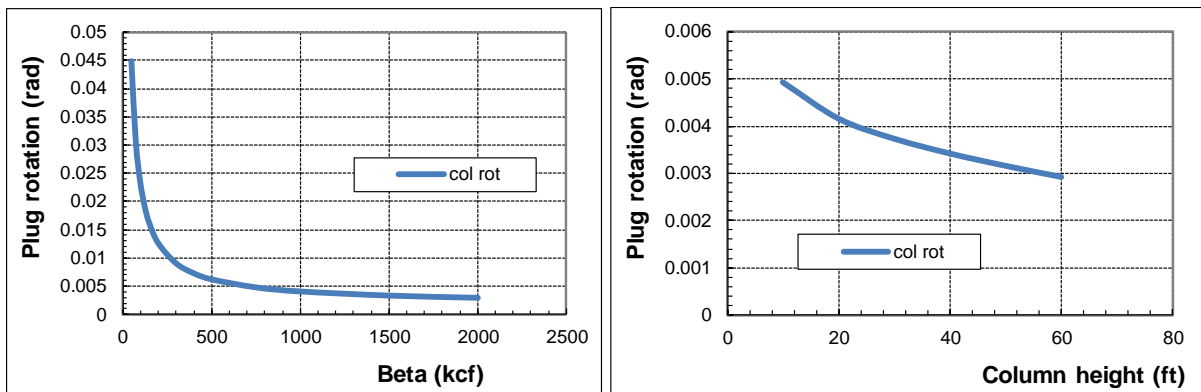 0.05
0.045
0.04
0.035
0.03
0.025
0.02
0.015
0.01
0.005
0
Plug rotation (rad)
col rot
0 500 1000 1500 2000 2500
Beta (kcf)
0.006
0.005
0.004
0.003
0.002
0.001
0
Plug rotation (rad)
col rot
0 20 40 60 80
Column height (ft)